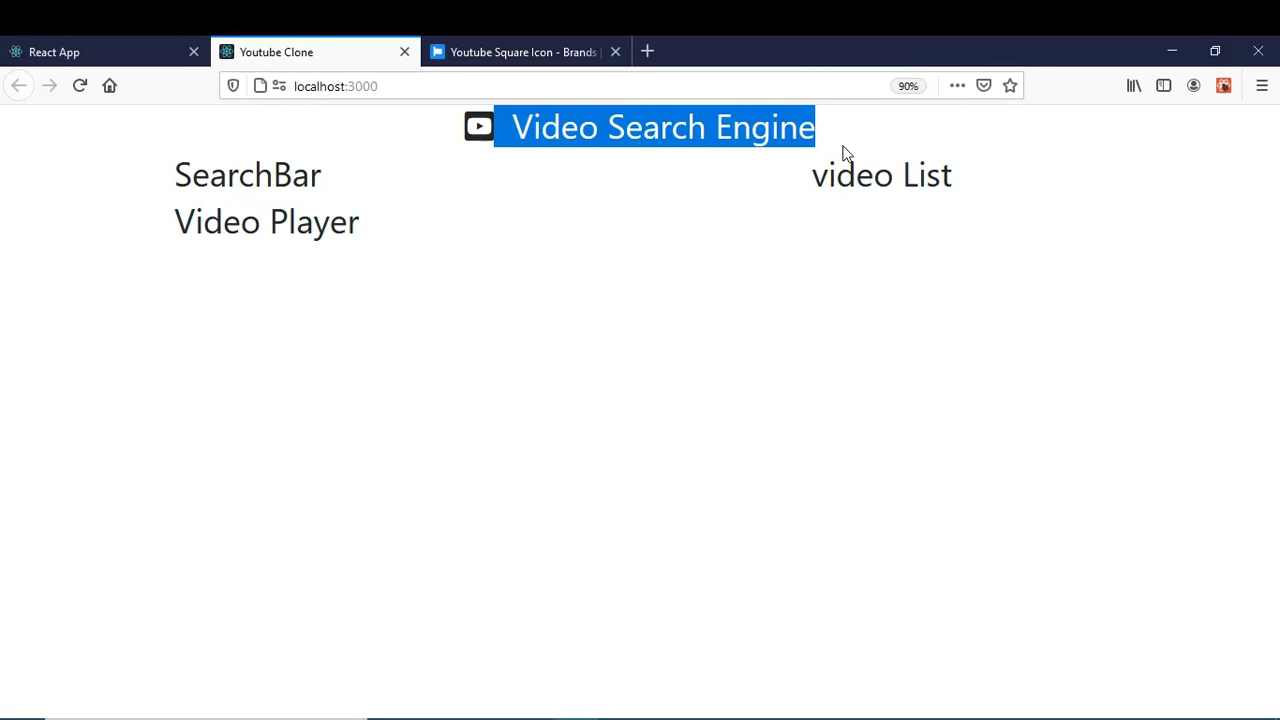 React App
Youtube Clone
Youtube Square Icon - Brands
localhost:3000
90%
Video Search Engine
SearchBar
video List
Video Player